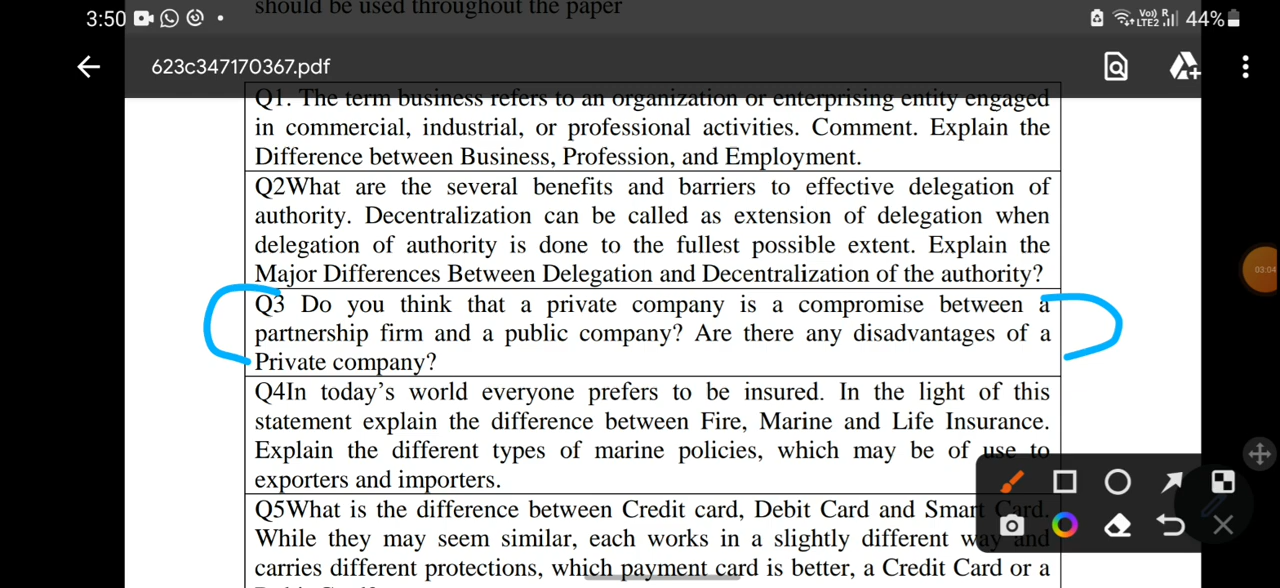 should be used throughout the paper
3:50
Vo)) R
LTE2
44%
623c347170367.pdf
Q1. The term business refers to an organization or enterprising entity engaged
in commercial, industrial, or professional activities. Comment. Explain the
Difference between Business, Profession, and Employment.
Q2What are the several benefits and barriers to effective delegation of
authority. Decentralization can be called as extension of delegation when
delegation of authority is done to the fullest possible extent. Explain the
Major Differences Between Delegation and Decentralization of the authority?
03:04
Q3 Do you think that a private company is a compromise between a
partnership firm and a public company? Are there any disadvantages of a
Private company?
Q4In today’s world everyone prefers to be insured. In the light of this
statement explain the difference between Fire, Marine and Life Insurance.
Explain the different types of marine policies, which may be of use to
exporters and importers.
Q5What is the difference between Credit card, Debit Card and Smart Card.
While they may seem similar, each works in a slightly different way and
carries different protections, which payment card is better, a Credit Card or a